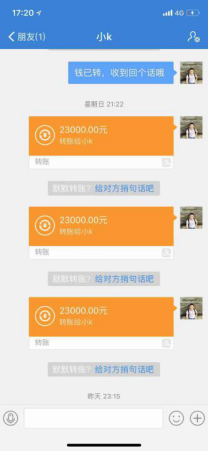 17:20
4G
朋友(1)
小k
钱已转，收到回个话哦
星期日 21:22
23000.00元
转账给小k
转账
默默转账？给对方捎句话吧
23000.00元
转账给小k
转账
默默转账？给对方捎句话吧
23000.00元
转账给小k
转账
默默转账？给对方捎句话吧
昨天 23:15